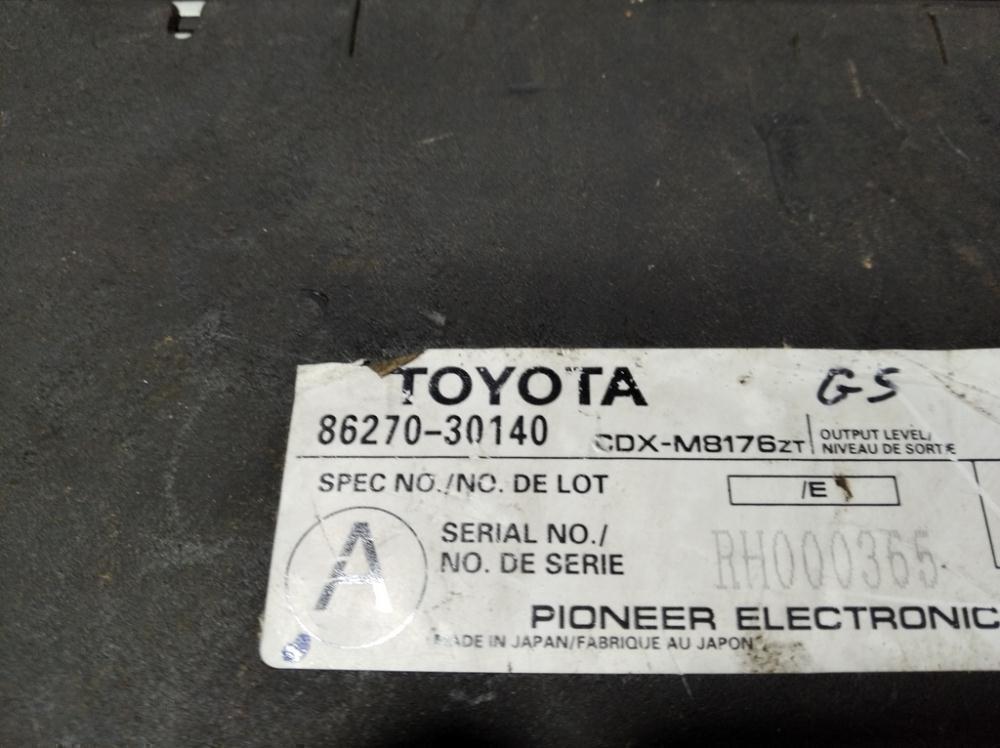 TOYOTA GS
86270-30140 CDX-M8176ZT OUTPUT LEVEL/
NIVEAU DE SORTIE
SPEC NO./NO. DE LOT /E
A SERIAL NO./
NO. DE SERIE RH000365
PIONEER ELECTRONIC
MADE IN JAPAN/FABRIQUE AU JAPON